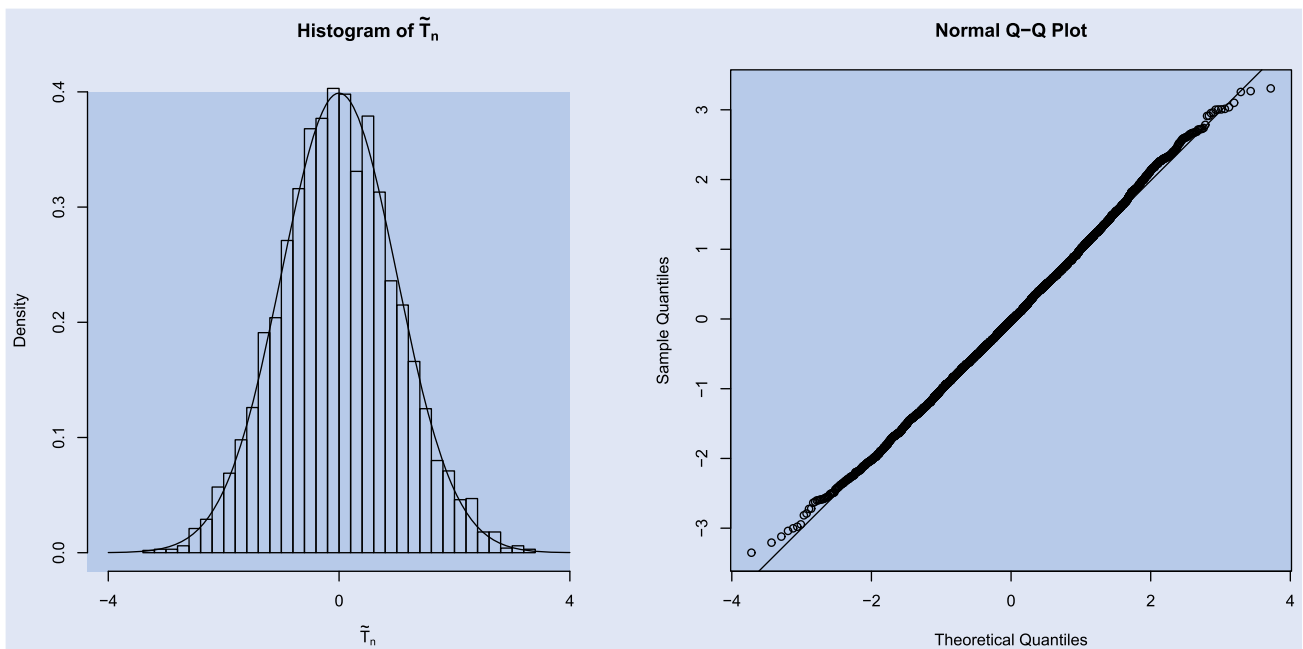 Histogram of T̃ₙ
Density
0.0 0.1 0.2 0.3 0.4
−4 0 4
T̃ₙ
Normal Q−Q Plot
Sample Quantiles
−3 −2 −1 0 1 2 3
−4 −2 0 2 4
Theoretical Quantiles